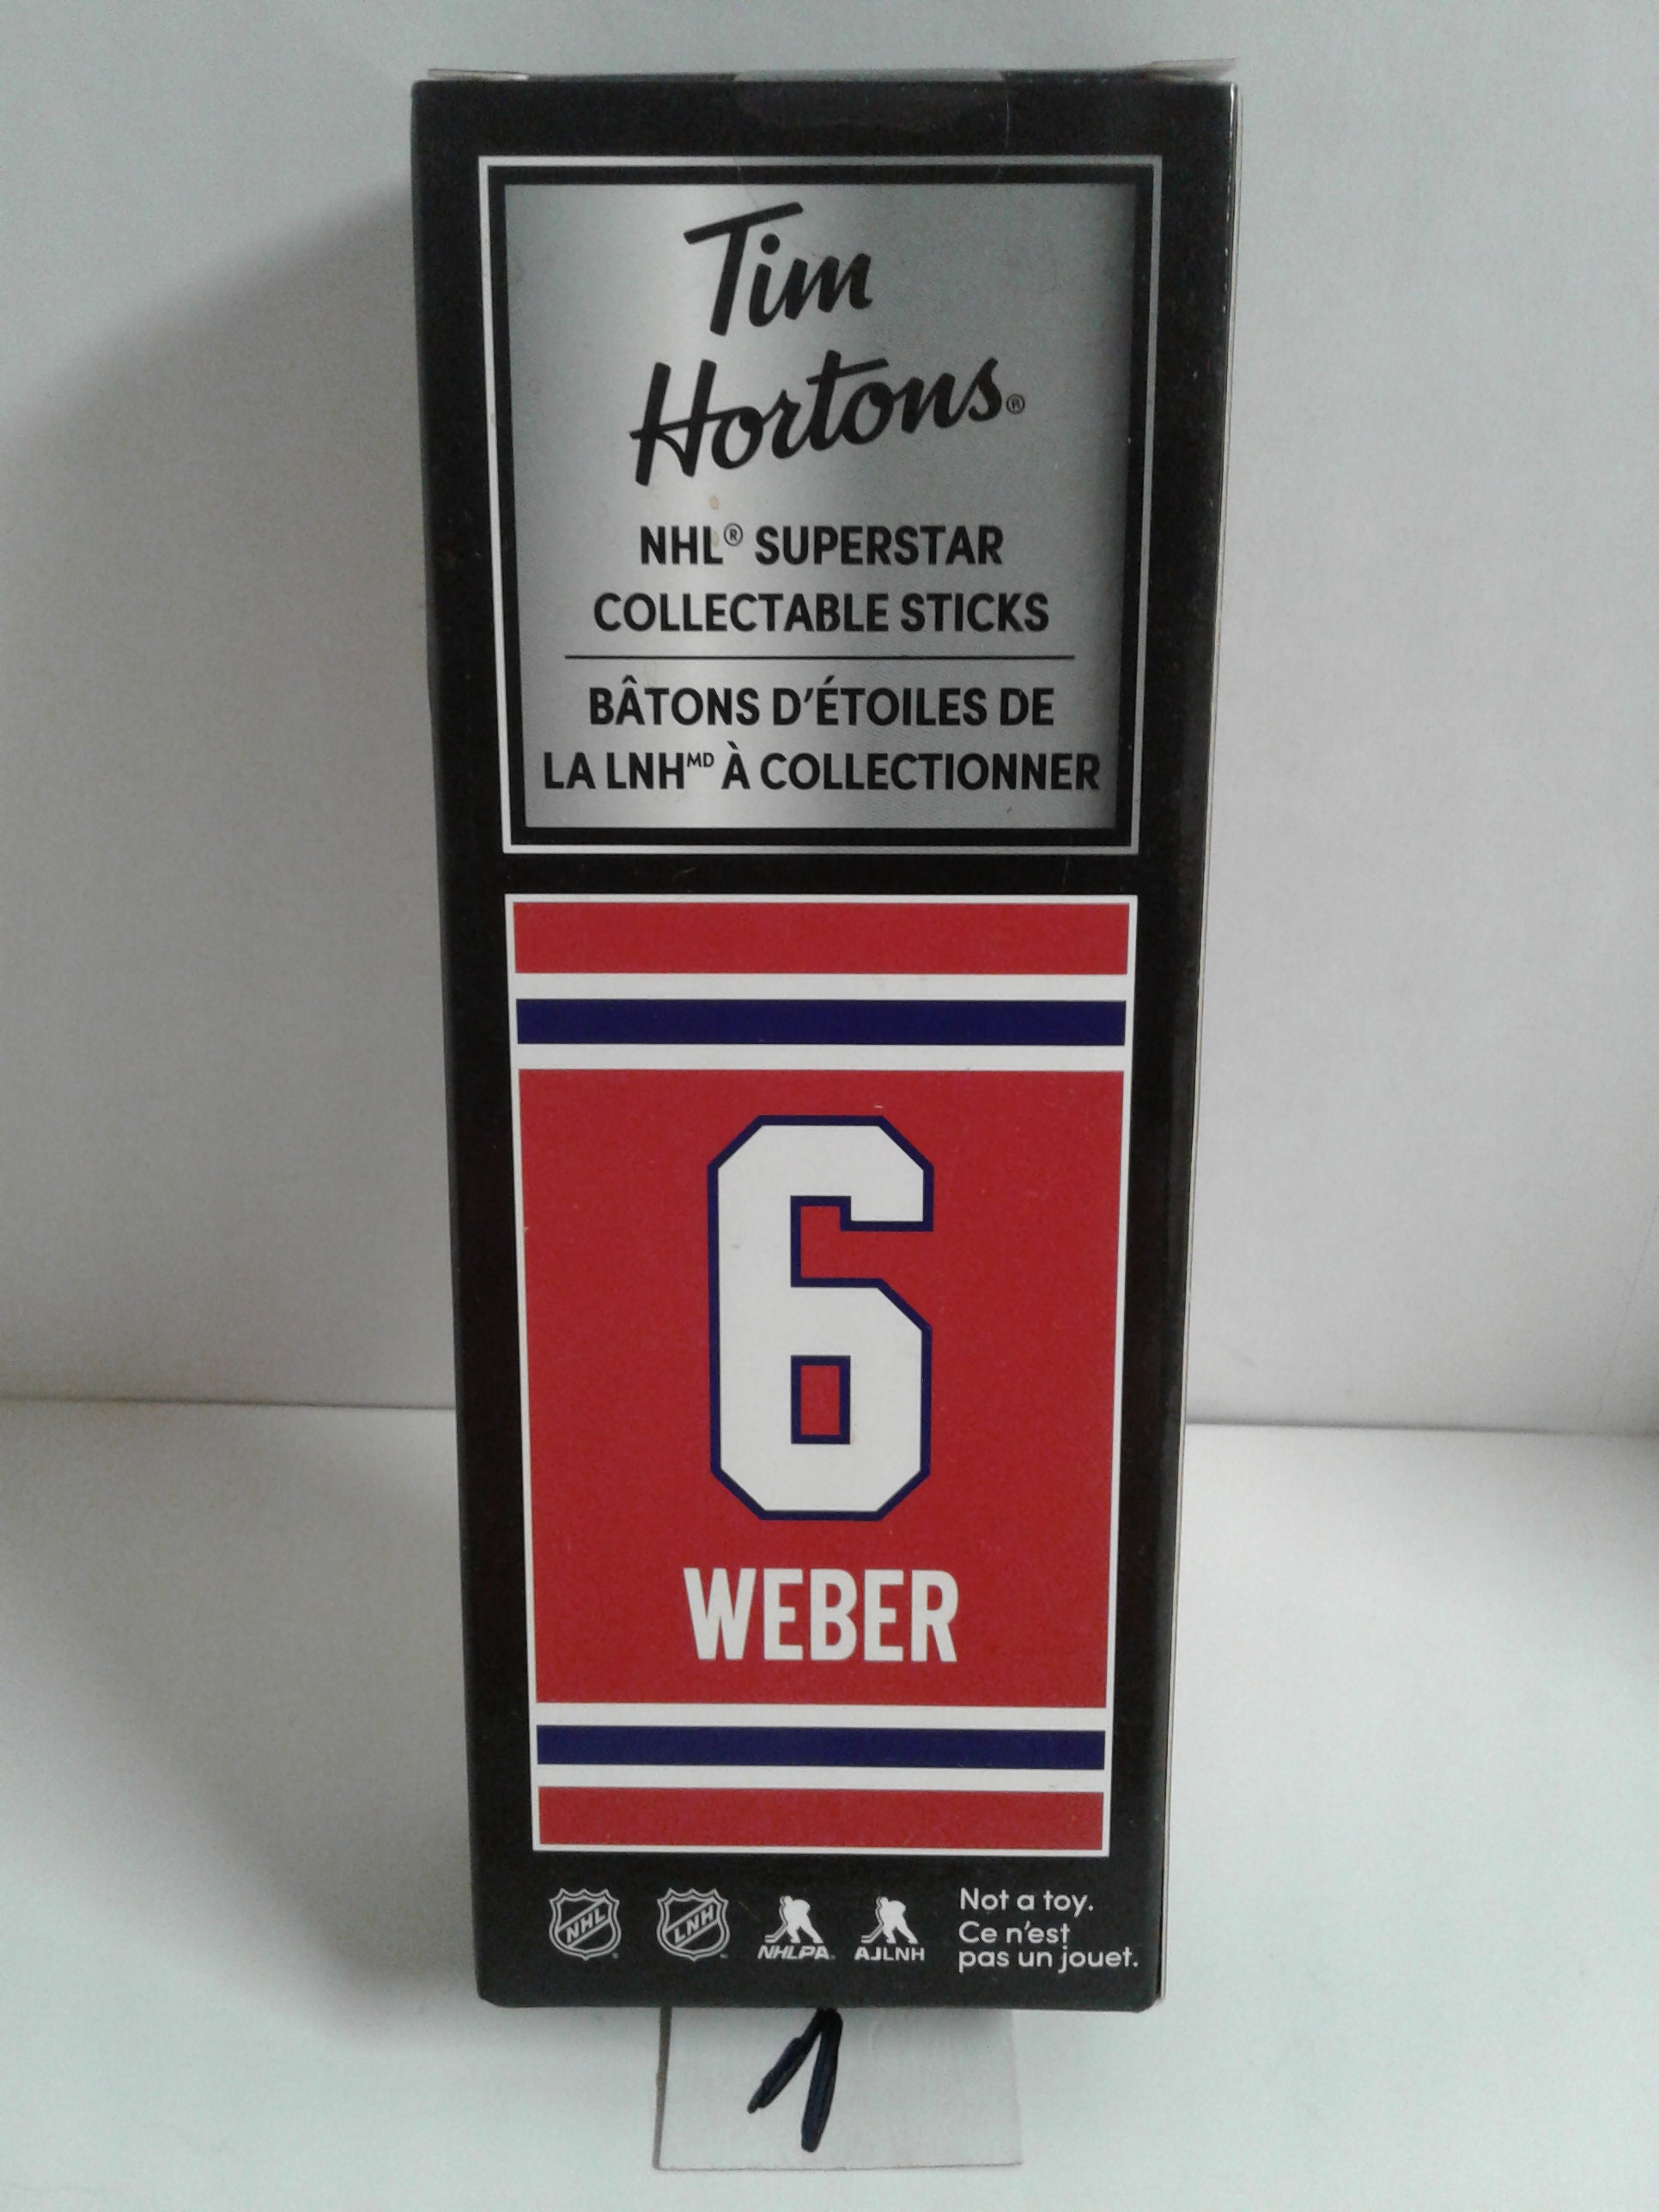 Tim
Hortons®
NHL® SUPERSTAR
COLLECTABLE STICKS
BÂTONS D'ÉTOILES DE
LA LNHᴹᴰ À COLLECTIONNER
6
WEBER
NHL LNH NHLPA AJLNH
Not a toy.
Ce n'est
pas un jouet.
1